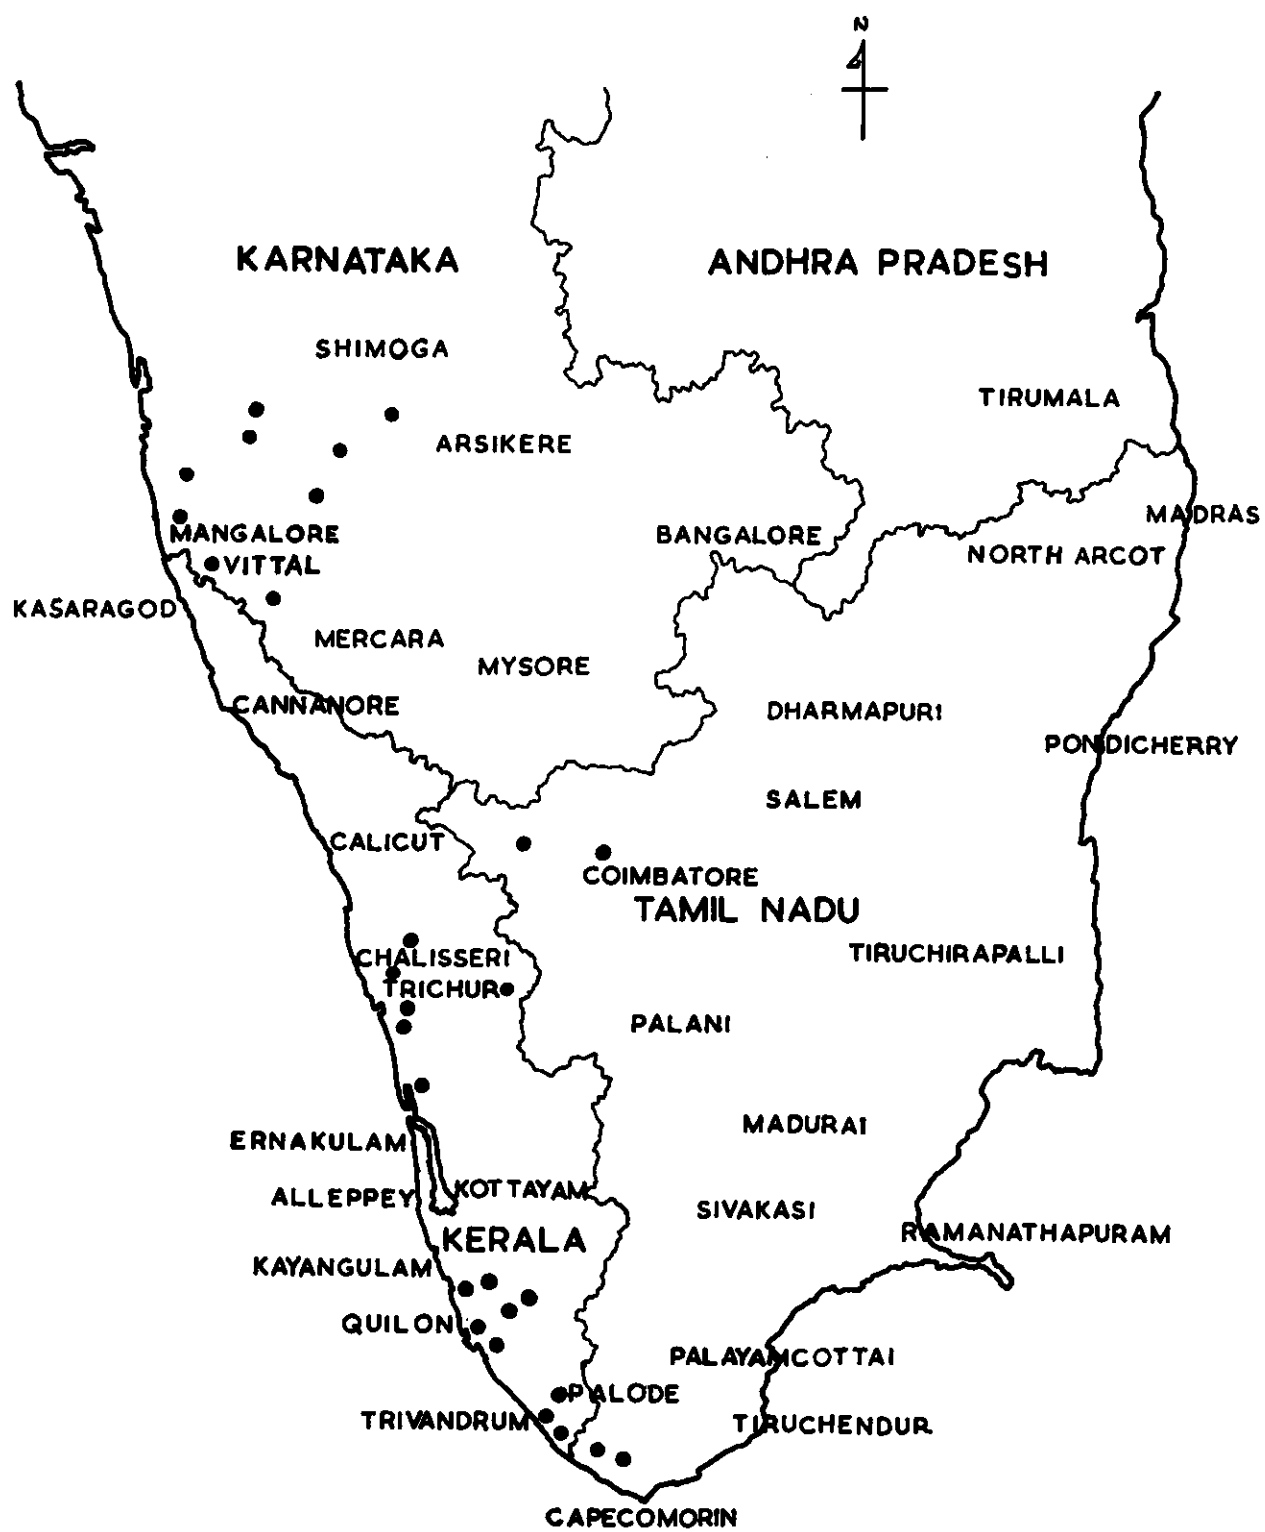 N
KARNATAKA
ANDHRA PRADESH
SHIMOGA
TIRUMALA
ARSIKERE
MADRAS
MANGALORE
BANGALORE
NORTH ARCOT
VITTAL
KASARAGOD
MERCARA
MYSORE
CANNANORE
DHARMAPURI
PONDICHERRY
SALEM
CALICUT
COIMBATORE
TAMIL NADU
CHALISSERI
TIRUCHIRAPALLI
TRICHUR
PALANI
MADURAI
ERNAKULAM
KOTTAYAM
ALLEPPEY
SIVAKASI
RAMANATHAPURAM
KERALA
KAYANGULAM
QUILON
PALAYAMCOTTAI
PALODE
TRIVANDRUM
TIRUCHENDUR
CAPECOMORIN